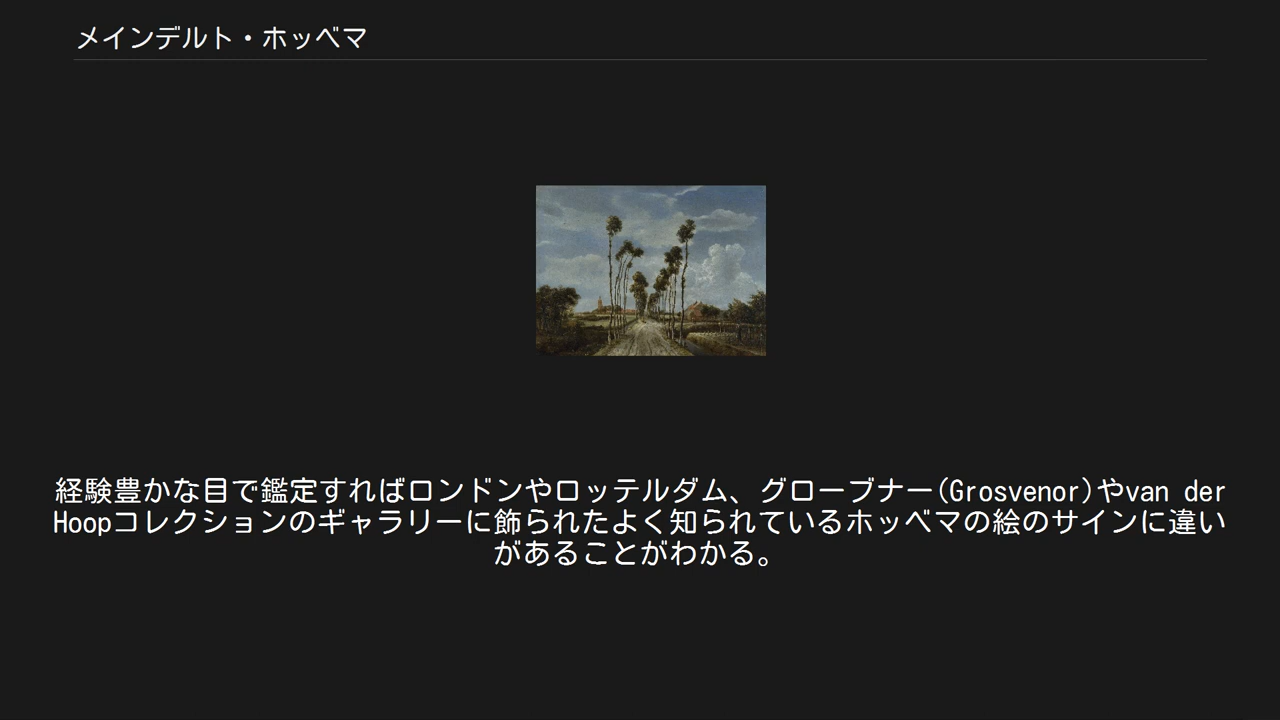 メインデルト・ホッベマ
経験豊かな目で鑑定すればロンドンやロッテルダム、グローブナー(Grosvenor)やvan der
Hoopコレクションのギャラリーに飾られたよく知られているホッベマの絵のサインに違い
があることがわかる。